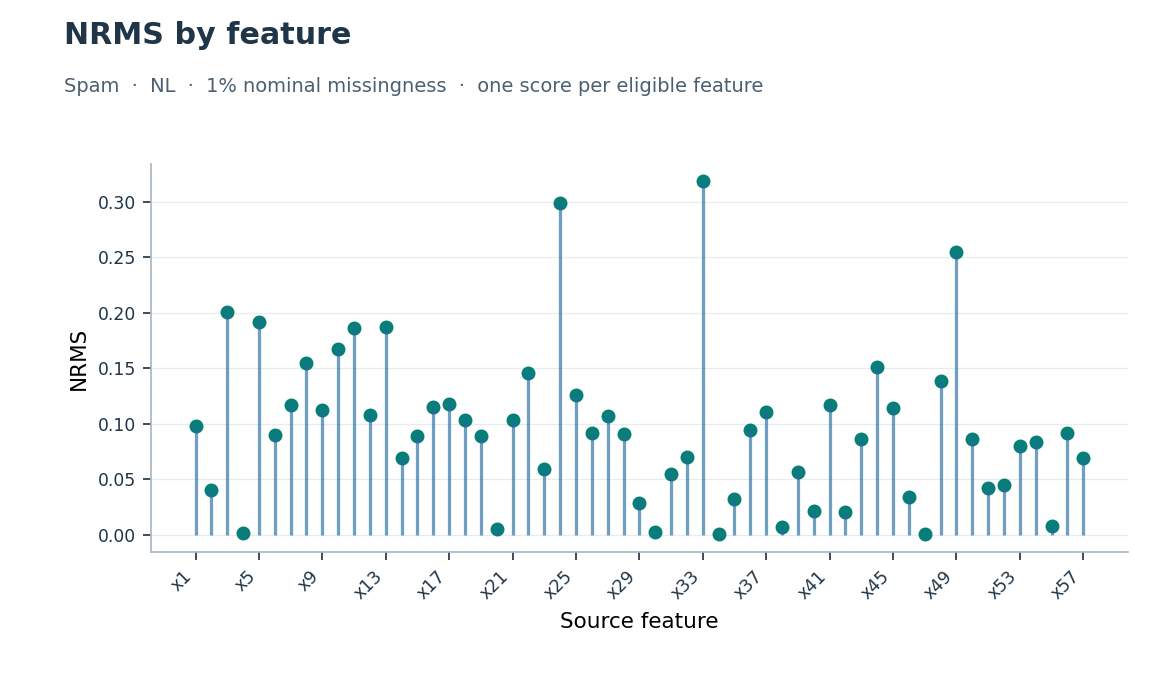 NRMS by feature
Spam · NL · 1% nominal missingness · one score per eligible feature
0.30
0.25
0.20
0.15
0.10
0.05
0.00
NRMS
x1 x5 x9 x13 x17 x21 x25 x29 x33 x37 x41 x45 x49 x53 x57
Source feature